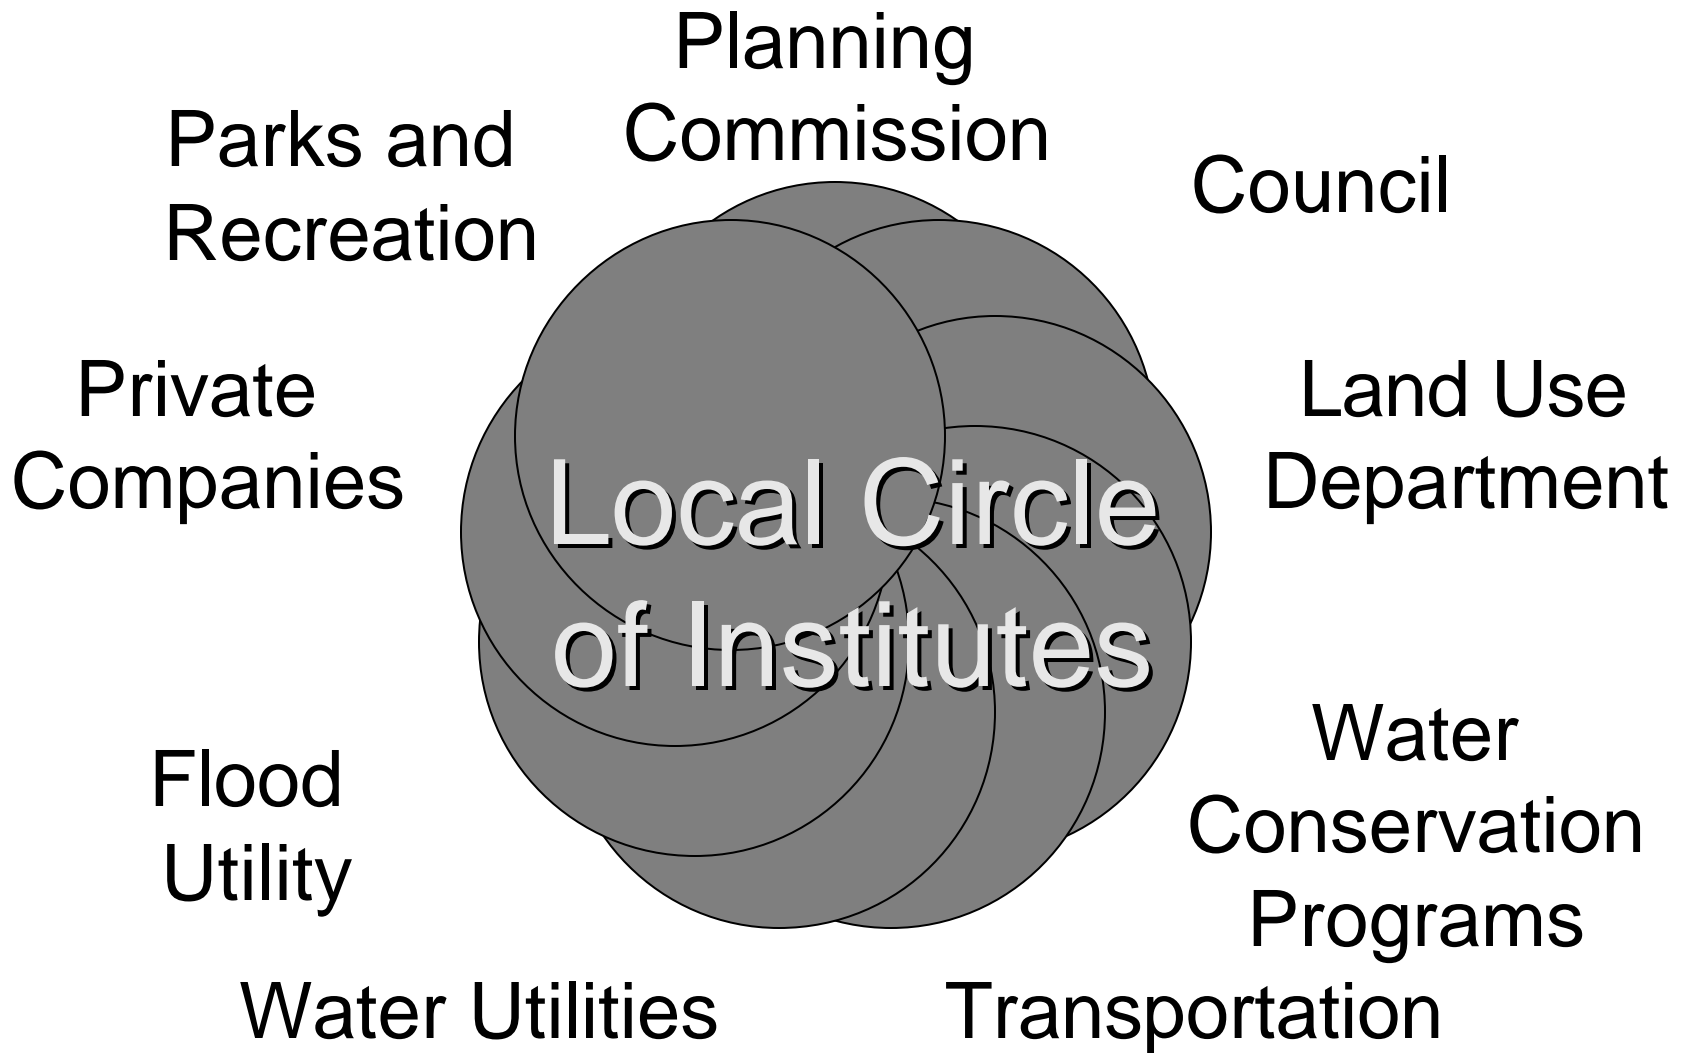 Planning
Commission
Parks and
Recreation
Council
Private
Companies
Land Use
Department
Local Circle
of Institutes
Water
Conservation
Programs
Flood
Utility
Water Utilities
Transportation